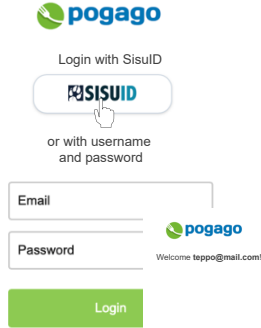 pogago
Login with SisuID
SISUID
or with username
and password
Email
Password
Login
pogago
Welcome teppo@mail.com!